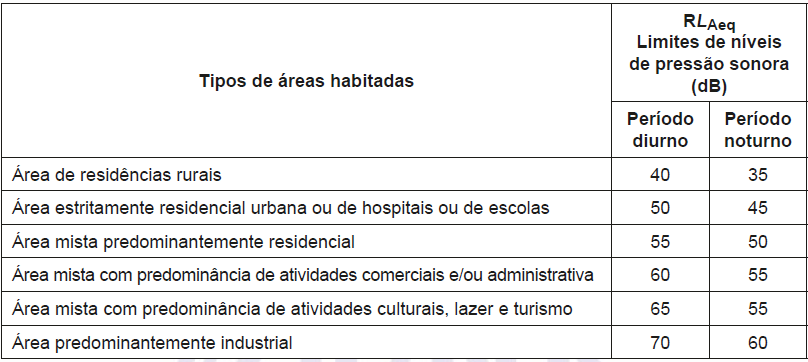 Tipos de áreas habitadas
RLAeq
Limites de níveis
de pressão sonora
(dB)
Período
diurno
Período
noturno
Área de residências rurais 40 35
Área estritamente residencial urbana ou de hospitais ou de escolas 50 45
Área mista predominantemente residencial 55 50
Área mista com predominância de atividades comerciais e/ou administrativa 60 55
Área mista com predominância de atividades culturais, lazer e turismo 65 55
Área predominantemente industrial 70 60